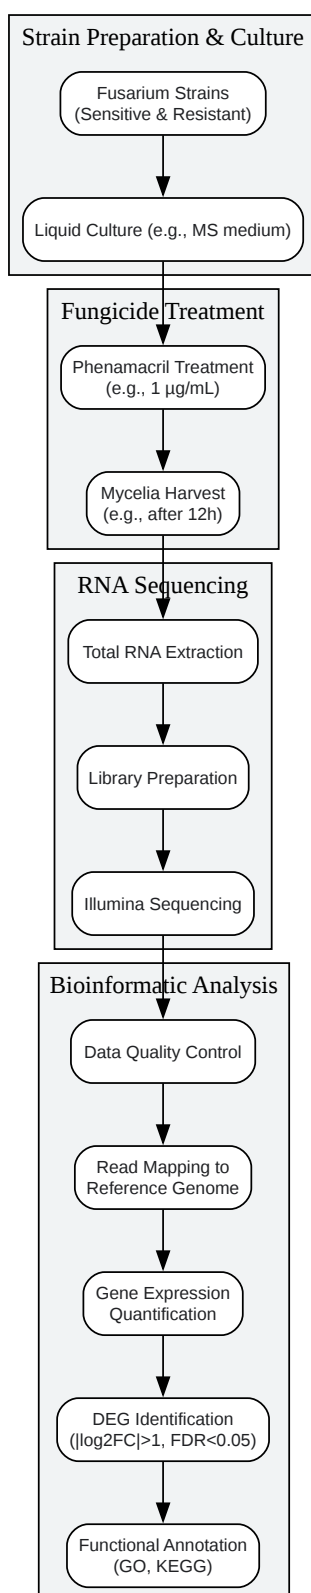 Strain Preparation & Culture
Fusarium Strains
(Sensitive & Resistant)
Liquid Culture (e.g., MS medium)
Fungicide Treatment
Phenamacril Treatment
(e.g., 1 µg/mL)
Mycelia Harvest
(e.g., after 12h)
RNA Sequencing
Total RNA Extraction
Library Preparation
Illumina Sequencing
Bioinformatic Analysis
Data Quality Control
Read Mapping to
Reference Genome
Gene Expression
Quantification
DEG Identification
(|log2FC|>1, FDR<0.05)
Functional Annotation
(GO, KEGG)